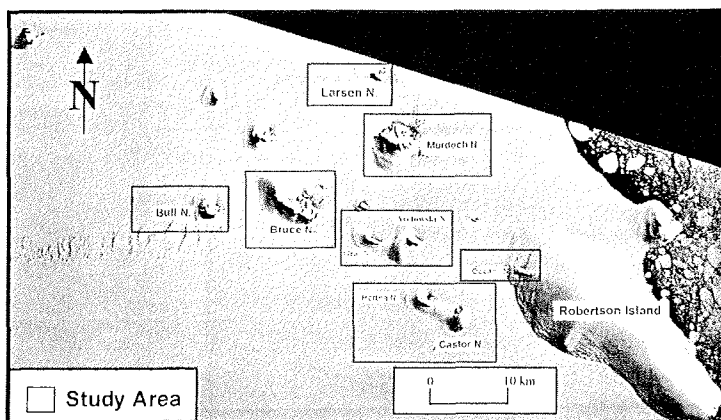 N
Larsen N.
Murdoch N.
Bull N.
Bruce N.
Robertson Island
Castor N.
0 10 km
Study Area